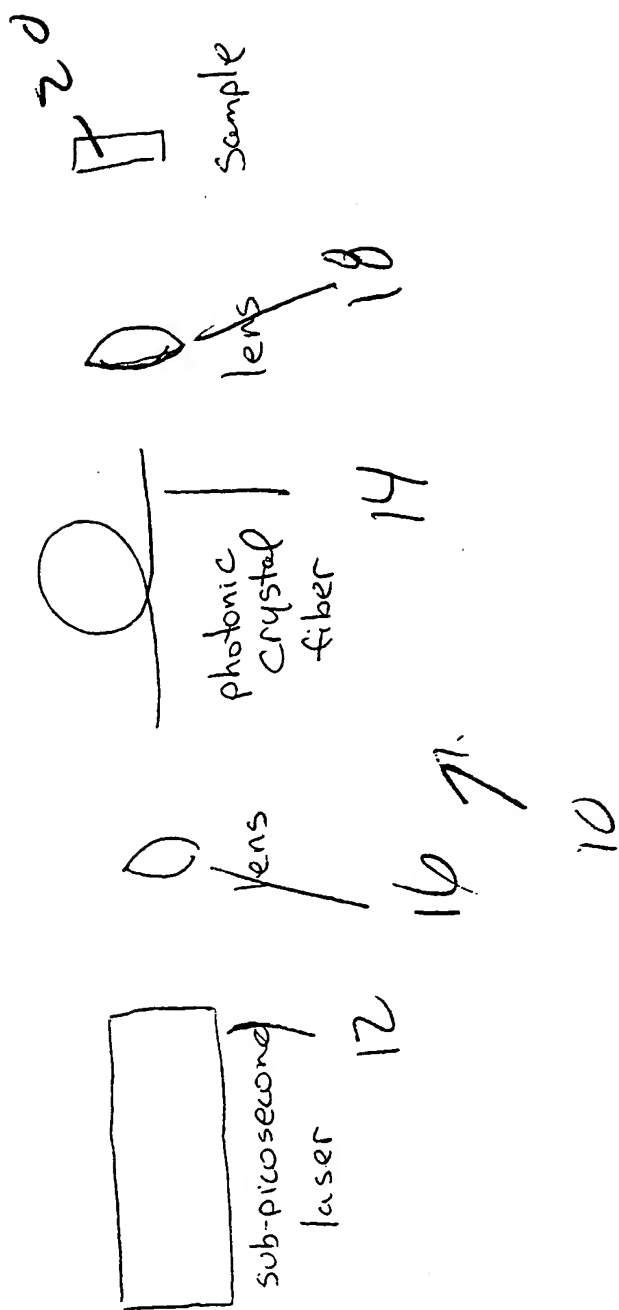 sub-picosecond
laser
12
lens
16
10
photonic
crystal
fiber
14
lens
18
sample
20